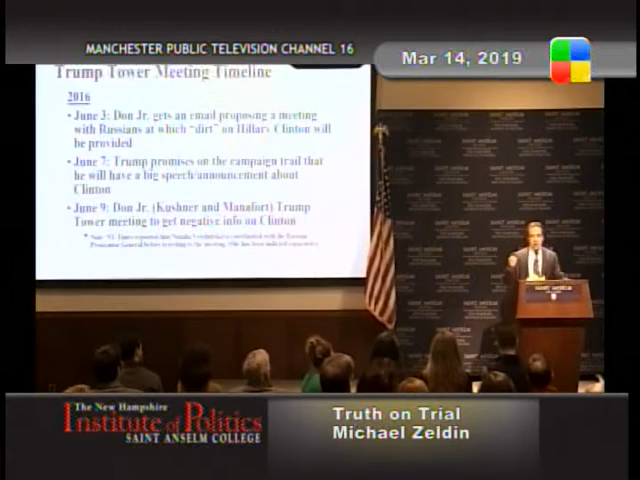 MANCHESTER PUBLIC TELEVISION CHANNEL 16
Mar 14, 2019
Trump Tower Meeting Timeline
2016
• June 3: Don Jr. gets an email proposing a meeting
with Russians at which "dirt" on Hillary Clinton will
be provided
• June 7: Trump promises on the campaign trail that
he will have a big speech/announcement about
Clinton
• June 9: Don Jr. (Kushner and Manafort) Trump
Tower meeting to get negative info on Clinton
SAINT ANSELM
The New Hampshire
Institute of Politics
SAINT ANSELM COLLEGE
Truth on Trial
Michael Zeldin